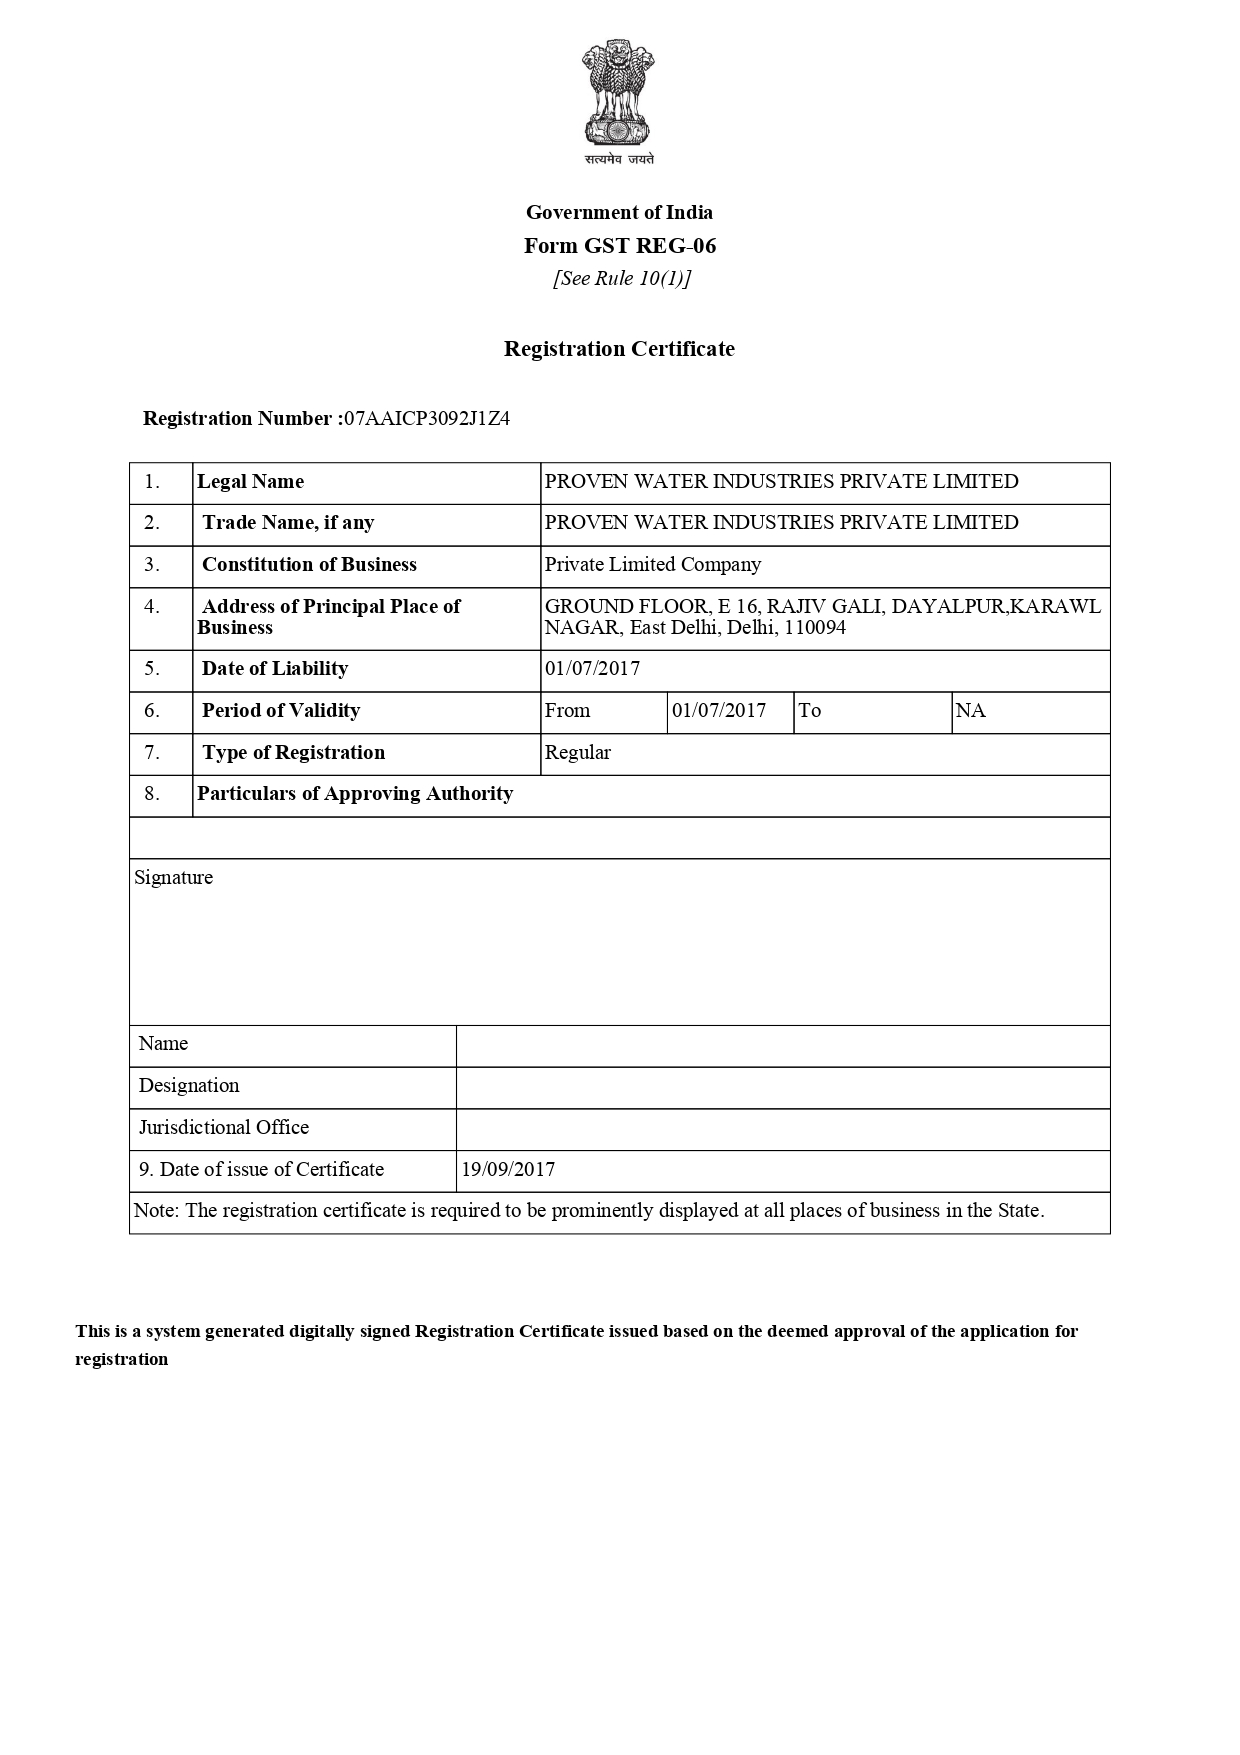 सत्यमेव जयते
Government of India
Form GST REG-06
[See Rule 10(1)]
Registration Certificate
Registration Number :07AAICP3092J1Z4
1. Legal Name PROVEN WATER INDUSTRIES PRIVATE LIMITED
2. Trade Name, if any PROVEN WATER INDUSTRIES PRIVATE LIMITED
3. Constitution of Business Private Limited Company
4. Address of Principal Place of GROUND FLOOR, E 16, RAJIV GALI, DAYALPUR,KARAWL
Business NAGAR, East Delhi, Delhi, 110094
5. Date of Liability 01/07/2017
6. Period of Validity From 01/07/2017 To NA
7. Type of Registration Regular
8. Particulars of Approving Authority
Signature
Name
Designation
Jurisdictional Office
9. Date of issue of Certificate 19/09/2017
Note: The registration certificate is required to be prominently displayed at all places of business in the State.
This is a system generated digitally signed Registration Certificate issued based on the deemed approval of the application for
registration